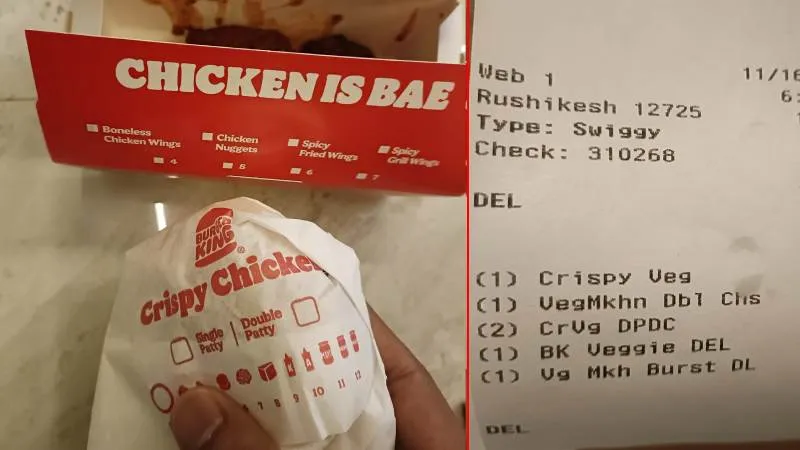 CHICKEN IS BAE
Boneless
Chicken Wings
Chicken
Nuggets
Spicy
Fried Wings
Spicy
Grill Wings
4
5
6
7
BURGER
KING
®
Crispy Chicken
Single
Patty
Double
Patty
7 8 9 10 11 12
Web 1
11/16
Rushikesh 12725
6:
Type: Swiggy
Check: 310268
DEL
(1) Crispy Veg
(1) VegMkhn Dbl Chs
(2) CrVg DPDC
(1) BK Veggie DEL
(1) Vg Mkh Burst DL
DEL